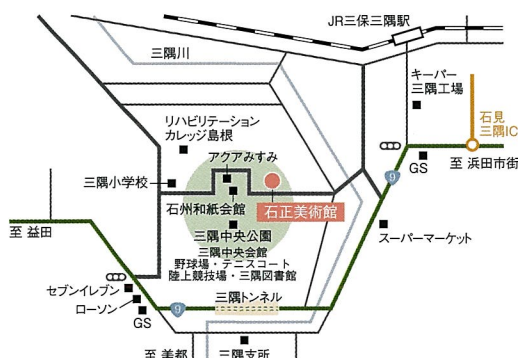 JR三保三隅駅
三隅川
キーパー
三隅工場
石見
三隅IC
リハビリテーション
カレッジ島根
アクアみすみ
9
GS
至 浜田市街
三隅小学校
石州和紙会館
石正美術館
三隅中央公園
スーパーマーケット
至 益田
三隅中央会館
野球場・テニスコート
陸上競技場・三隅図書館
セブンイレブン
ローソン
GS
9
三隅トンネル
至 美都
三隅支所